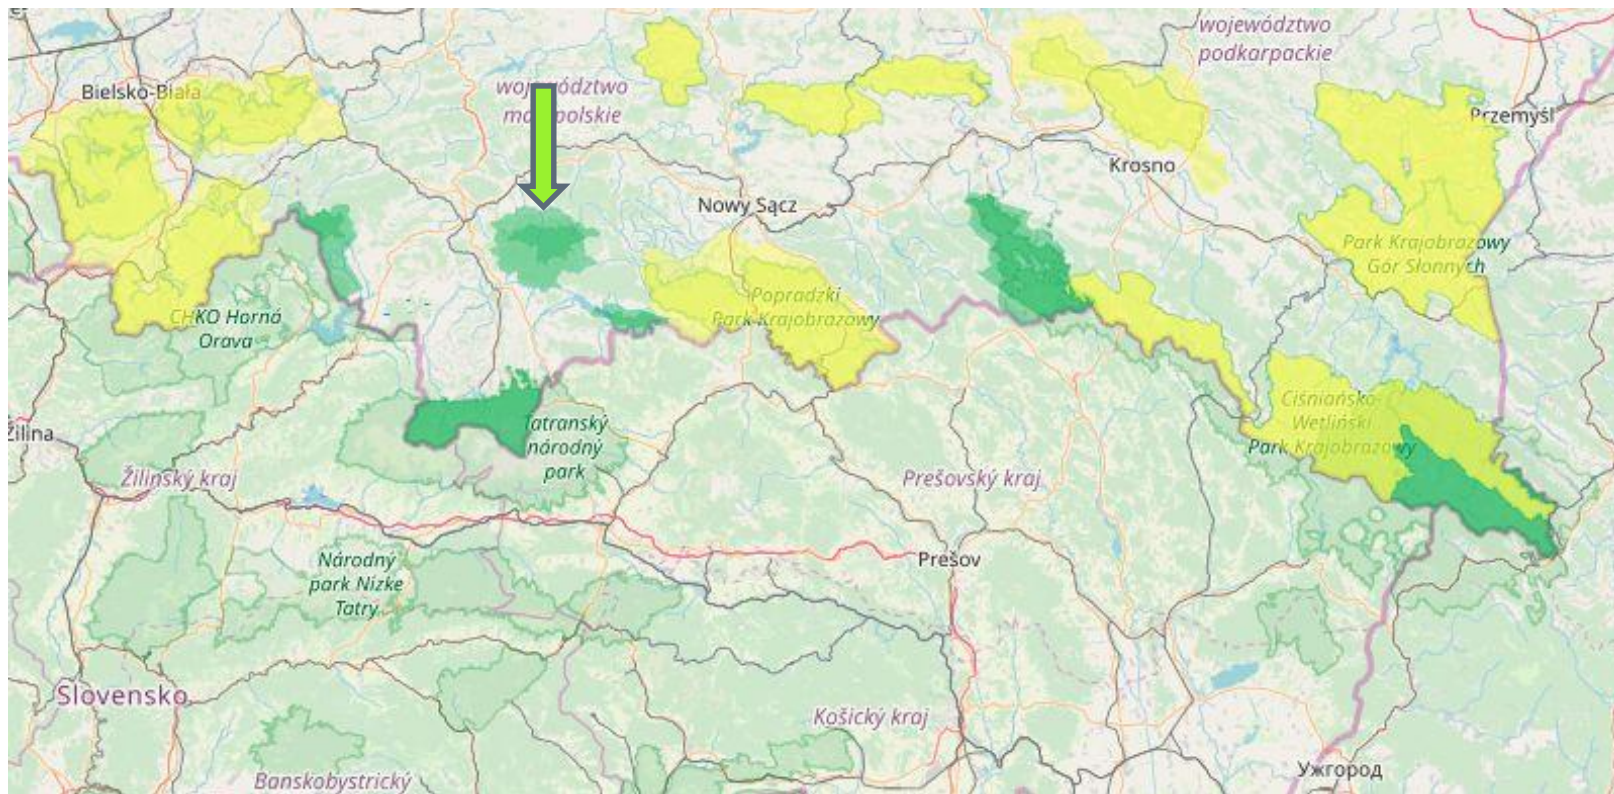 województwo
podkarpackie
Bielsko-Biała
województwo
małopolskie
Przemyśl
Krosno
Nowy Sącz
Park Krajobrazowy
Gór Słonnych
Popradzki
Park Krajobrazowy
CHKO Horná
Orava
Ciśniańsko-
Wetliński
Park Krajobrazowy
Tatranský
národný
park
Žilina
Žilinský kraj
Prešovský kraj
Národný
park Nízke
Tatry
Prešov
Slovensko
Košický kraj
Ужгород
Banskobystrický